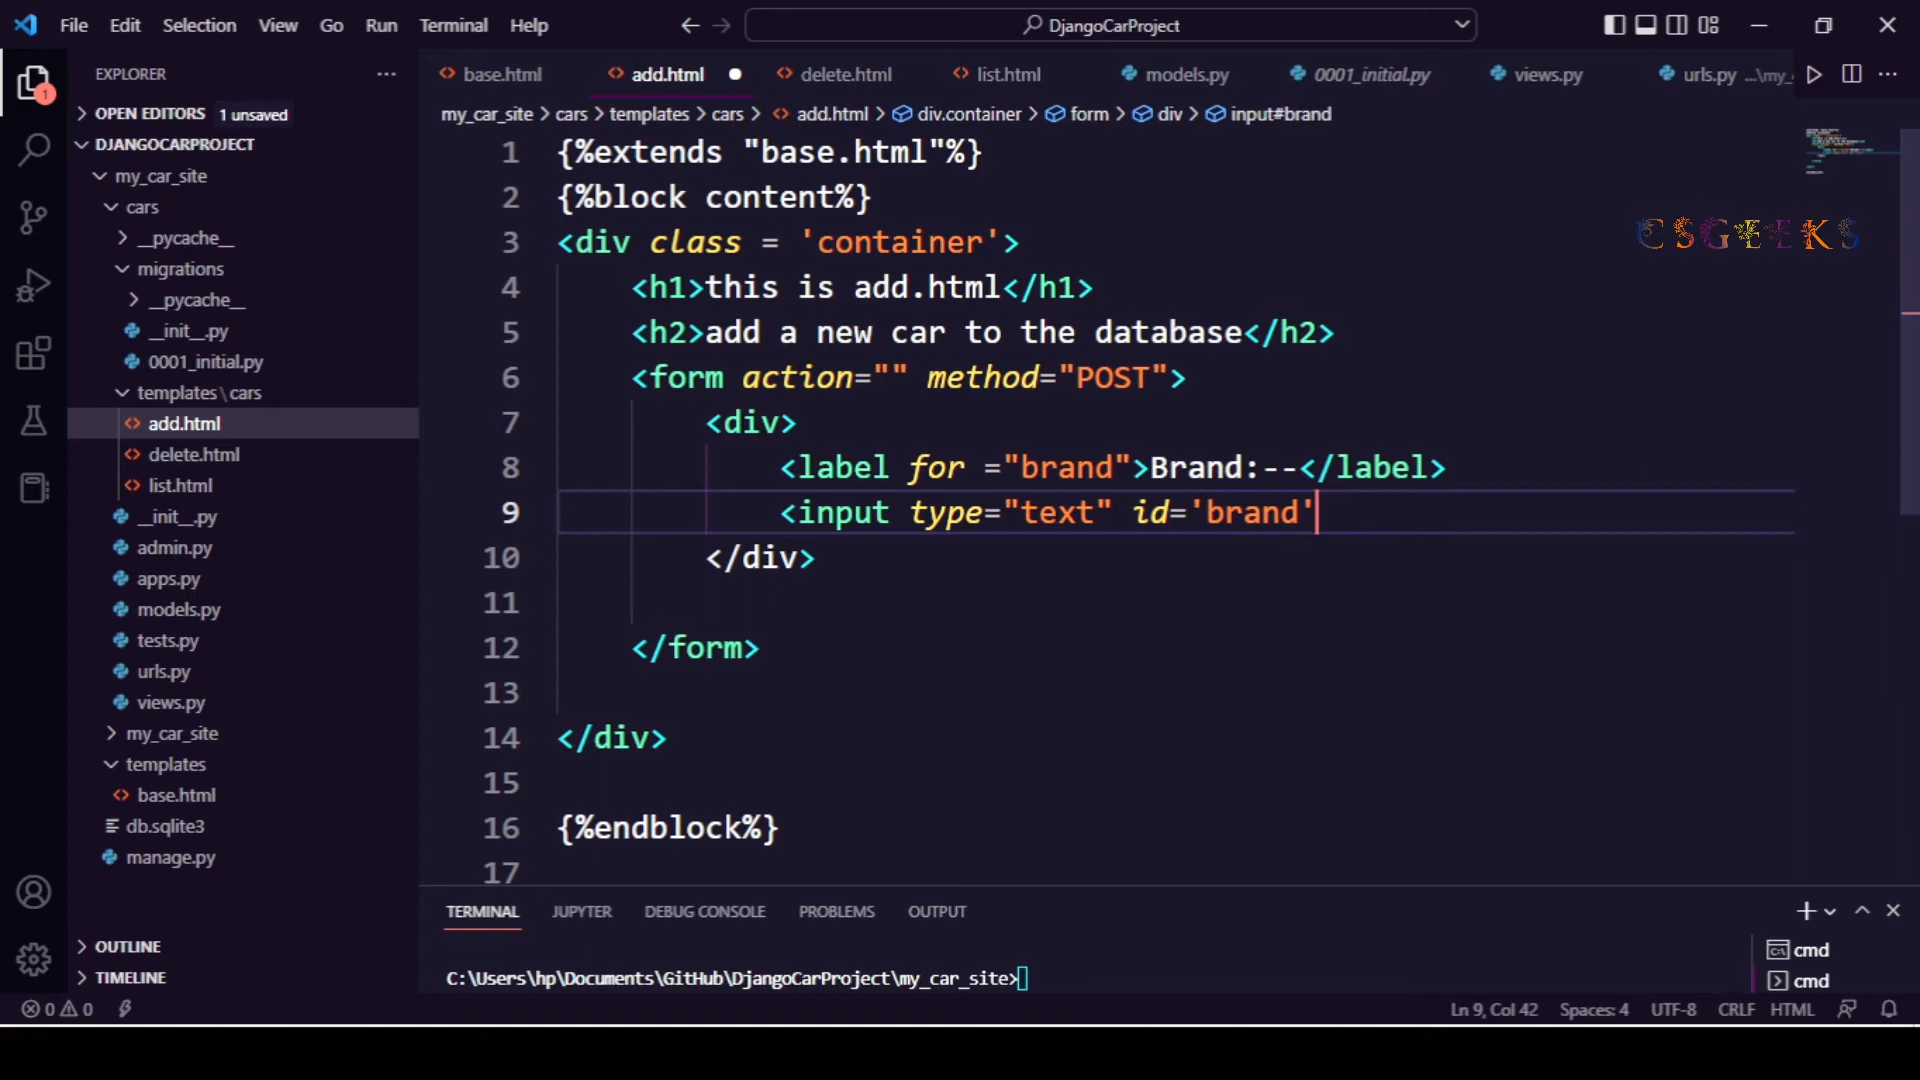 File Edit Selection View Go Run Terminal Help
DjangoCarProject
EXPLORER
OPEN EDITORS 1 unsaved
DJANGOCARPROJECT
my_car_site
cars
__pycache__
migrations
__pycache__
__init__.py
0001_initial.py
templates\cars
add.html
delete.html
list.html
__init__.py
admin.py
apps.py
models.py
tests.py
urls.py
views.py
my_car_site
templates
base.html
db.sqlite3
manage.py
OUTLINE
TIMELINE
base.html add.html delete.html list.html models.py 0001_initial.py views.py urls.py ...\my_
my_car_site > cars > templates > cars > add.html > div.container > form > div > input#brand
1 {%extends "base.html"%}
2 {%block content%}
3 <div class = 'container'>
4 <h1>this is add.html</h1>
5 <h2>add a new car to the database</h2>
6 <form action="" method="POST">
7 <div>
8 <label for ="brand">Brand:--</label>
9 <input type="text" id='brand'
10 </div>
11
12 </form>
13
14 </div>
15
16 {%endblock%}
17
CSGEEKS
TERMINAL JUPYTER DEBUG CONSOLE PROBLEMS OUTPUT
C:\Users\hp\Documents\GitHub\DjangoCarProject\my_car_site>
cmd
cmd
1
0 0
Ln 9, Col 42 Spaces: 4 UTF-8 CRLF HTML